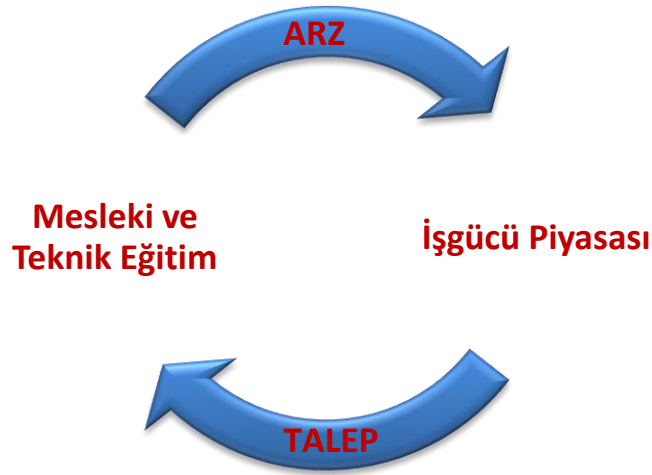 ARZ
Mesleki ve
Teknik Eğitim
İşgücü Piyasası
TALEP